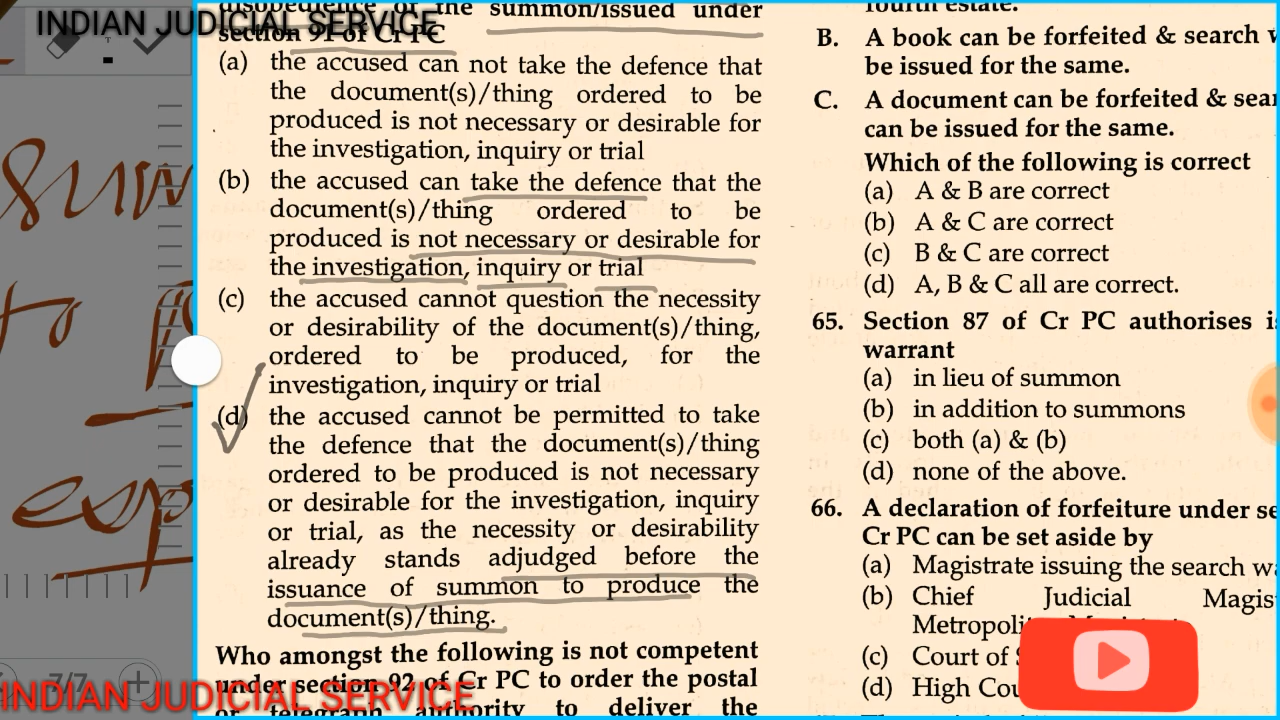 INDIAN JUDICIAL SERVICE
disobedience of the summon/issued under
section 91 of Cr PC
(a) the accused can not take the defence that
the document(s)/thing ordered to be
produced is not necessary or desirable for
the investigation, inquiry or trial
(b) the accused can take the defence that the
document(s)/thing ordered to be
produced is not necessary or desirable for
the investigation, inquiry or trial
(c) the accused cannot question the necessity
or desirability of the document(s)/thing,
ordered to be produced, for the
investigation, inquiry or trial
(d) the accused cannot be permitted to take
the defence that the document(s)/thing
ordered to be produced is not necessary
or desirable for the investigation, inquiry
or trial, as the necessity or desirability
already stands adjudged before the
issuance of summon to produce the
document(s)/thing.
Who amongst the following is not competent
under section 92 of Cr PC to order the postal
or telegraph authority to deliver the
fourth estate.
B. A book can be forfeited & search
be issued for the same.
C. A document can be forfeited &
can be issued for the same.
Which of the following is correct
(a) A & B are correct
(b) A & C are correct
(c) B & C are correct
(d) A, B & C all are correct.
65. Section 87 of Cr PC authorises
warrant
(a) in lieu of summon
(b) in addition to summons
(c) both (a) & (b)
(d) none of the above.
66. A declaration of forfeiture under
Cr PC can be set aside by
(a) Magistrate issuing the search
(b) Chief Judicial
(c) Court of
(d) High
to
7/7
INDIAN JUDICIAL SERVICE